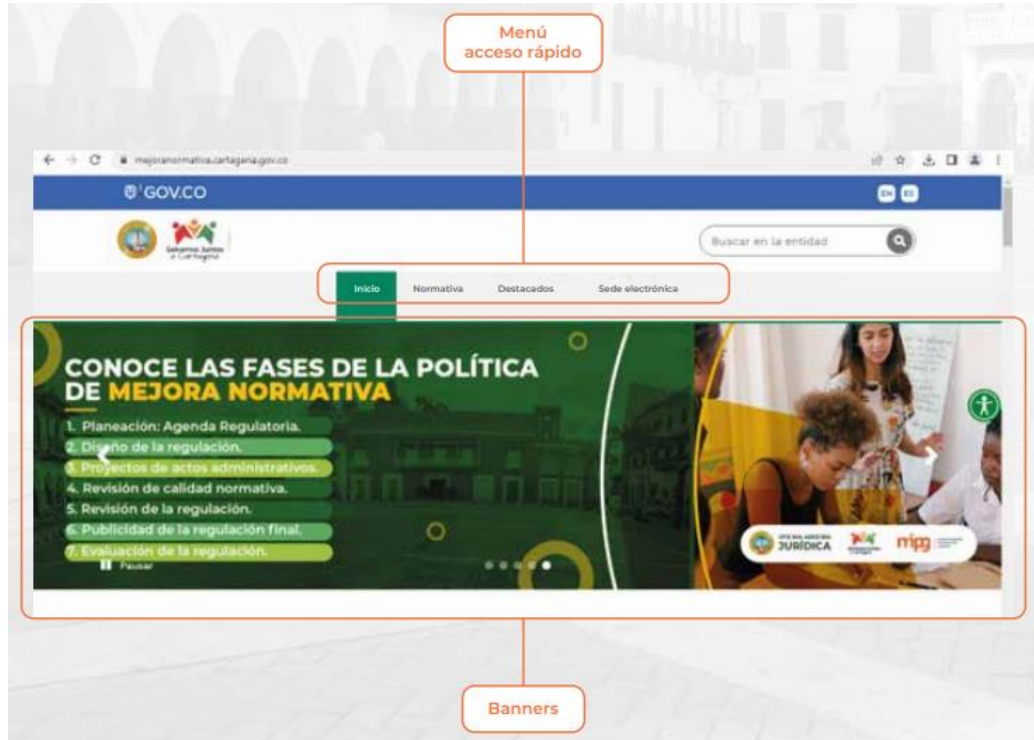 Menú
acceso rápido
mejoranormativa.cartagena.gov.co
GOV.CO
EN ES
Buscar en la entidad
Inicio Normativa Destacados Sede electrónica
CONOCE LAS FASES DE LA POLÍTICA
DE MEJORA NORMATIVA
1. Planeación: Agenda Regulatoria.
2. Diseño de la regulación.
3. Proyectos de actos administrativos.
4. Revisión de calidad normativa.
5. Revisión de la regulación.
6. Publicidad de la regulación final.
7. Evaluación de la regulación.
Pausar
JURÍDICA
mipg
Banners